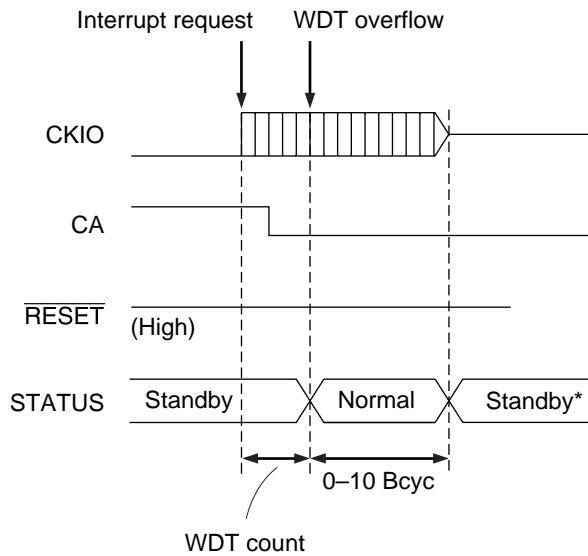 Interrupt request WDT overflow
CKIO
CA
RESET
(High)
STATUS Standby Normal Standby*
0–10 Bcyc
WDT count